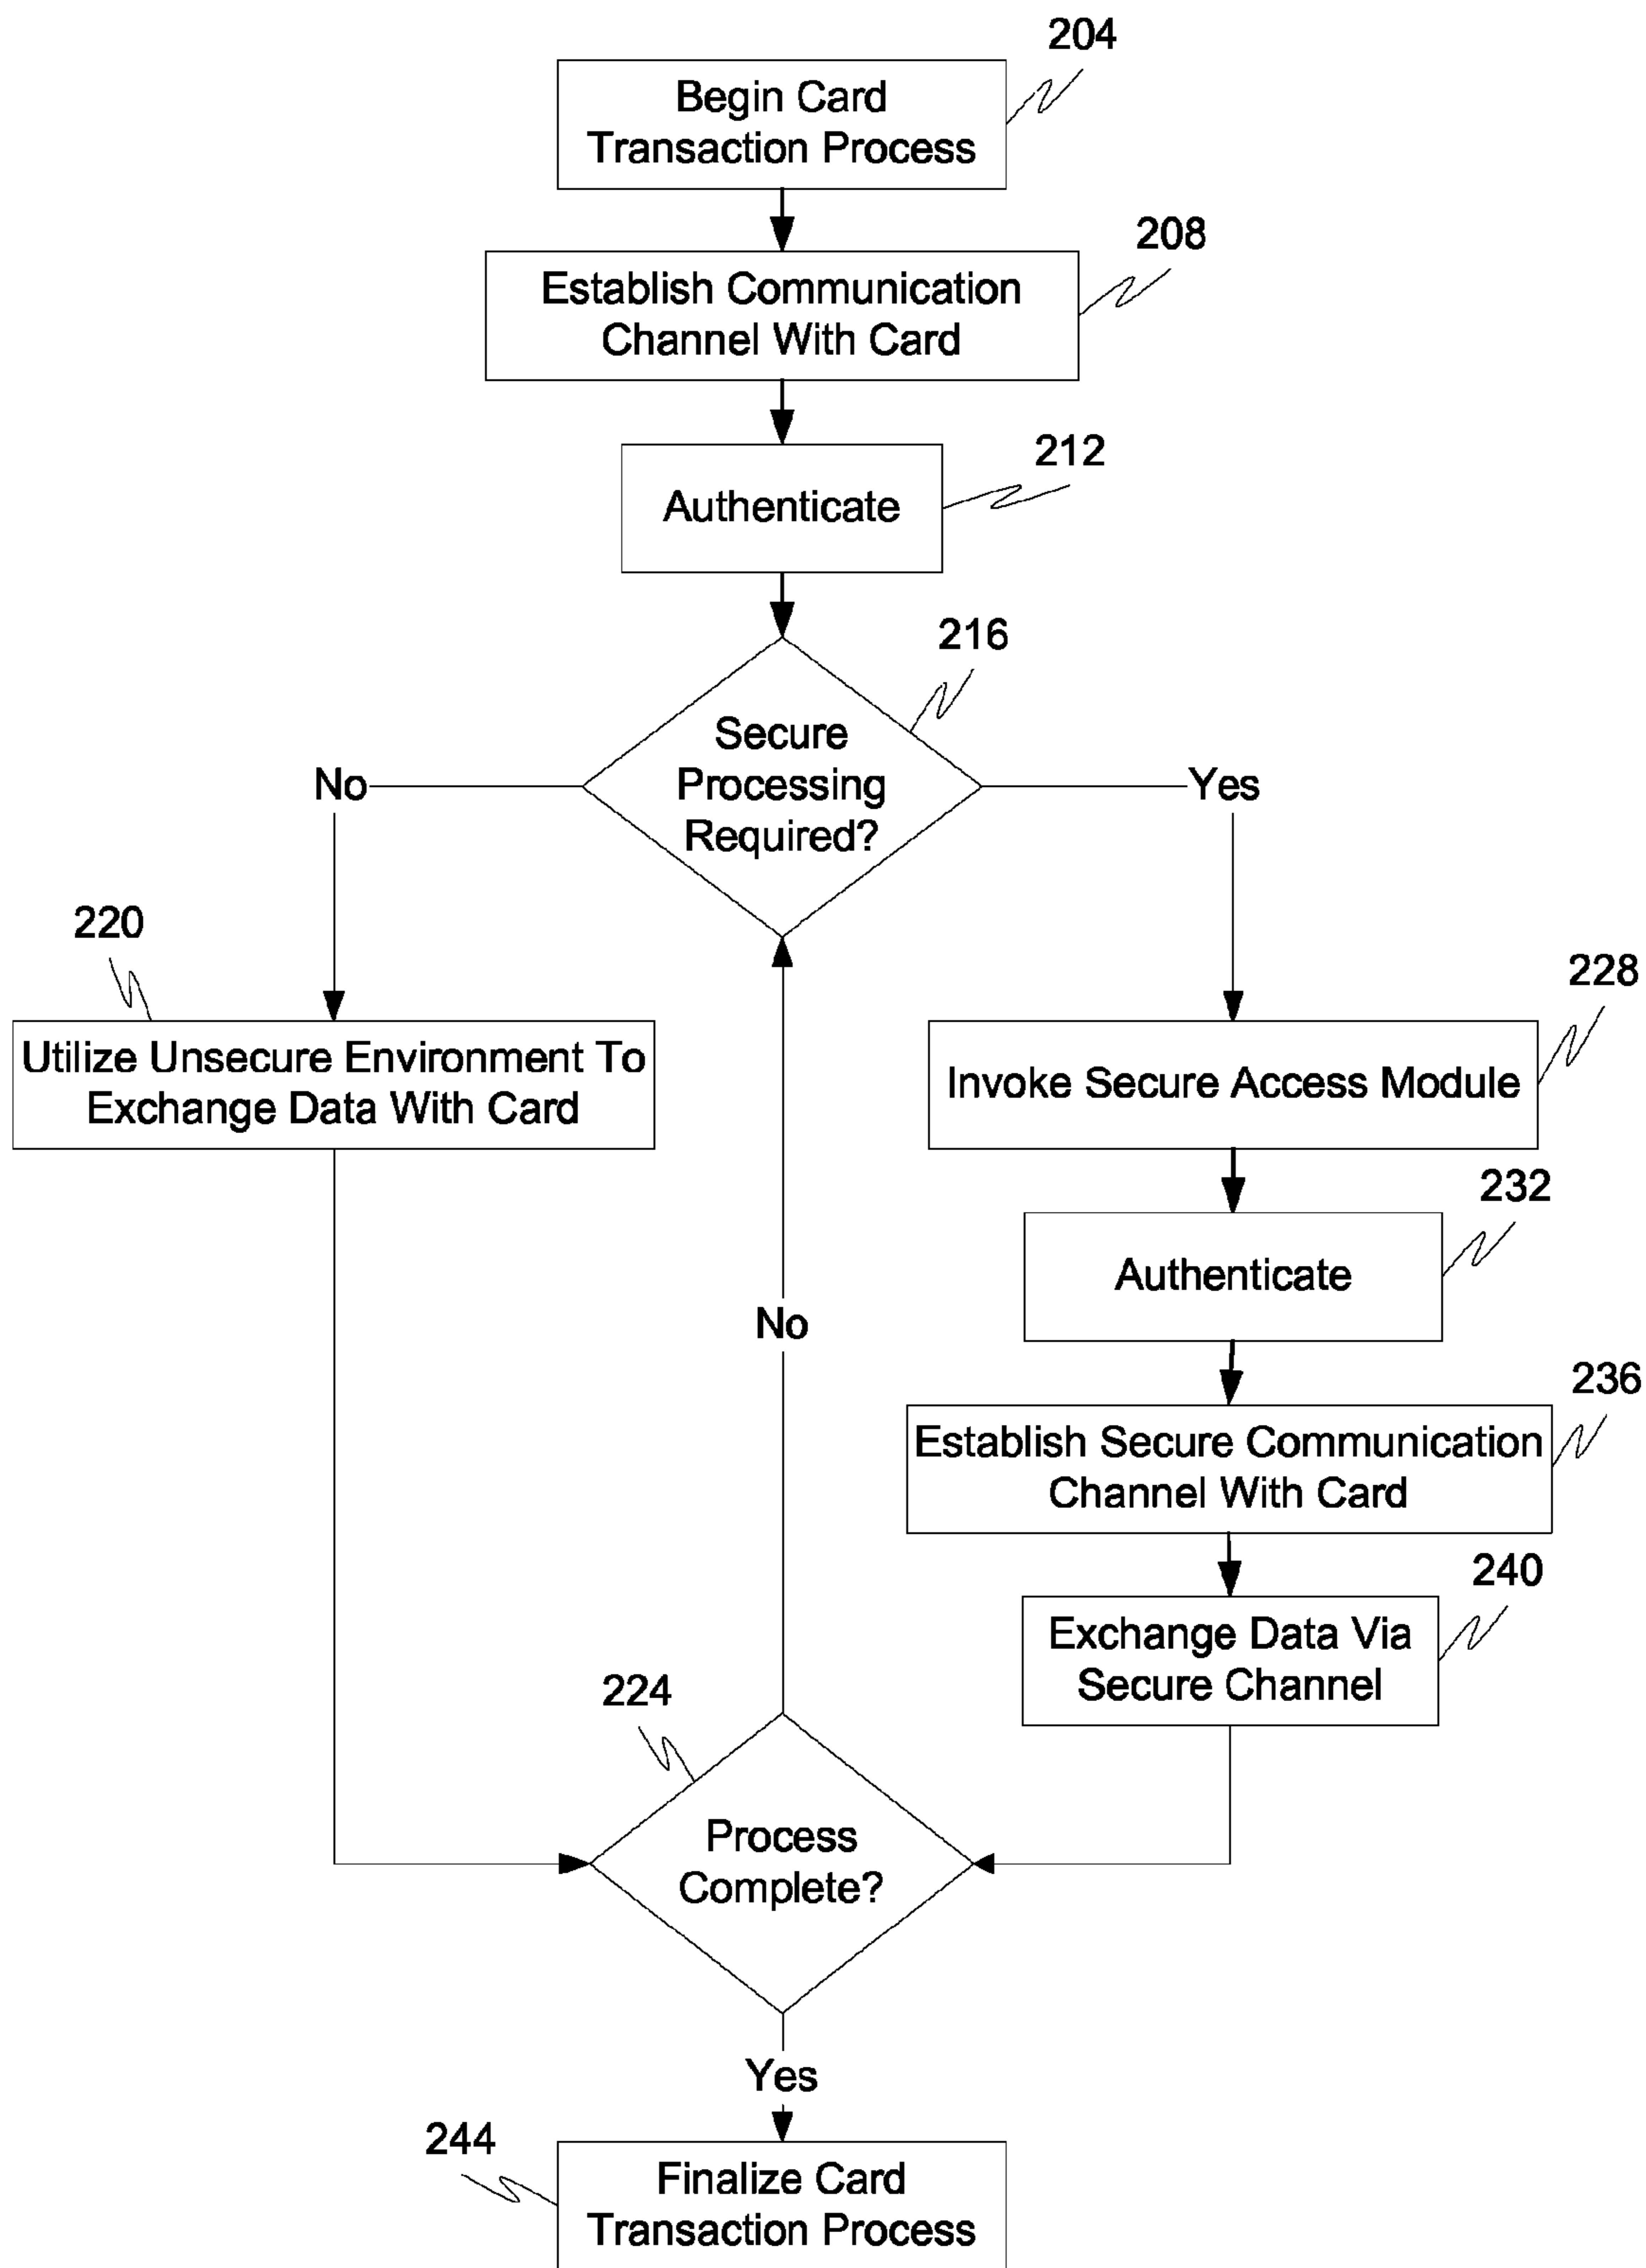 204
Begin Card
Transaction Process
208
Establish Communication
Channel With Card
212
Authenticate
216
Secure
Processing
Required?
No
Yes
220
Utilize Unsecure Environment To
Exchange Data With Card
228
Invoke Secure Access Module
232
Authenticate
No
236
Establish Secure Communication
Channel With Card
240
Exchange Data Via
Secure Channel
224
Process
Complete?
Yes
244
Finalize Card
Transaction Process